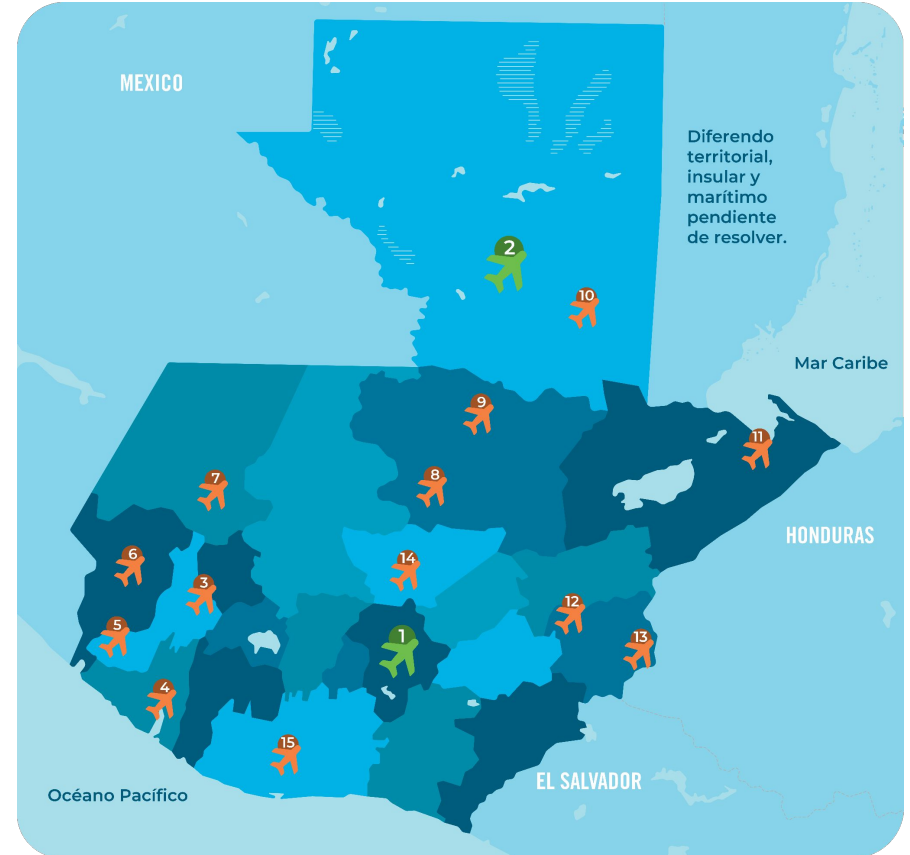 MEXICO
Diferendo
territorial,
insular y
marítimo
pendiente
de resolver.
2
10
Mar Caribe
9
11
7
8
HONDURAS
6
14
3
12
5
1
13
4
15
EL SALVADOR
Océano Pacífico